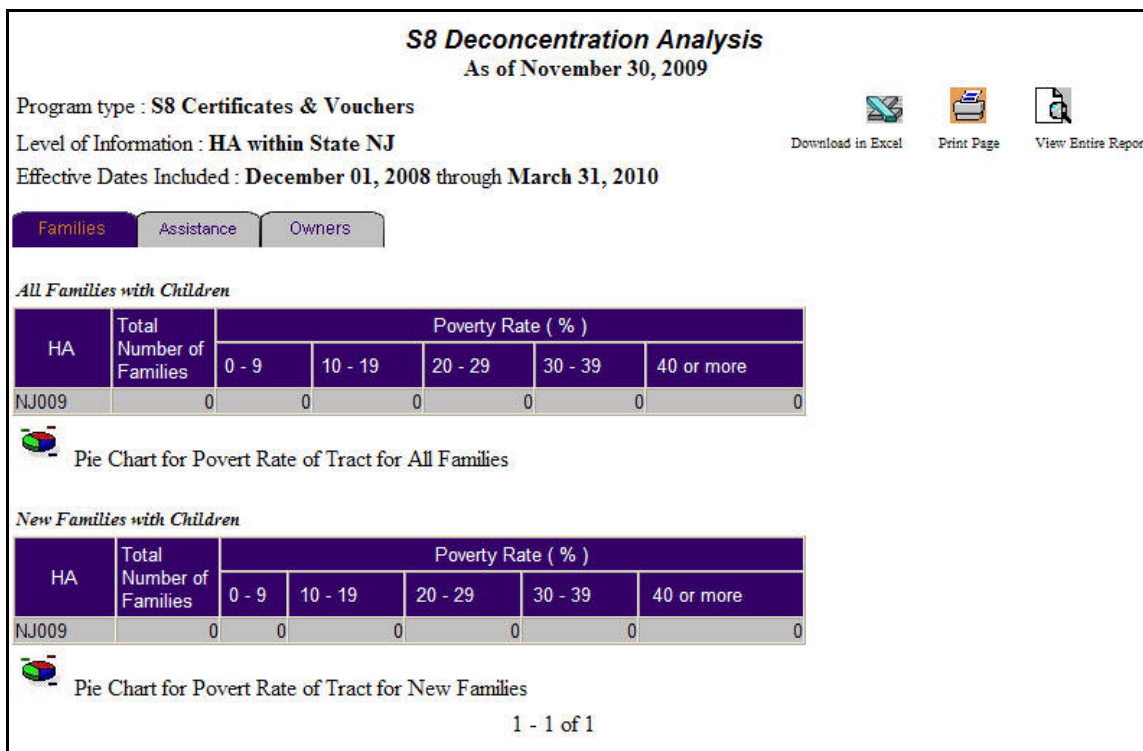 S8 Deconcentration Analysis
As of November 30, 2009
Program type : S8 Certificates & Vouchers
Level of Information : HA within State NJ
Effective Dates Included : December 01, 2008 through March 31, 2010
Download in Excel Print Page View Entire Repor
Families Assistance Owners
All Families with Children
HA Total Number of Families Poverty Rate ( % )
0 - 9 10 - 19 20 - 29 30 - 39 40 or more
NJ009 0 0 0 0 0 0
Pie Chart for Povert Rate of Tract for All Families
New Families with Children
HA Total Number of Families Poverty Rate ( % )
0 - 9 10 - 19 20 - 29 30 - 39 40 or more
NJ009 0 0 0 0 0 0
Pie Chart for Povert Rate of Tract for New Families
1 - 1 of 1